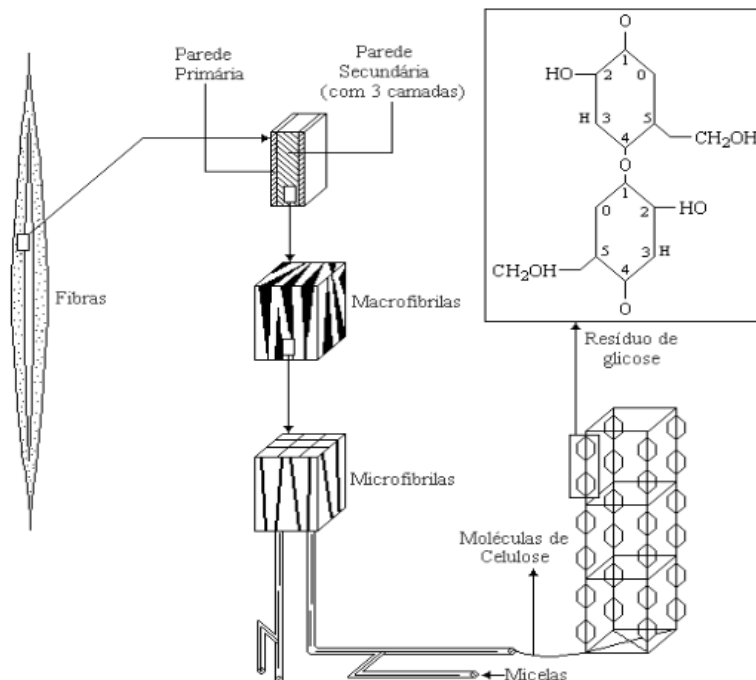 Parede
Primária
Parede
Secundária
(com 3 camadas)
Fibras
Macrofibrilas
Microfibrilas
Moléculas de
Celulose
Micelas
Resíduo de
glicose
O
1
HO 2 0
H 3 5
4 CH₂OH
O
1
0 2 HO
5 3 H
CH₂OH 4
O